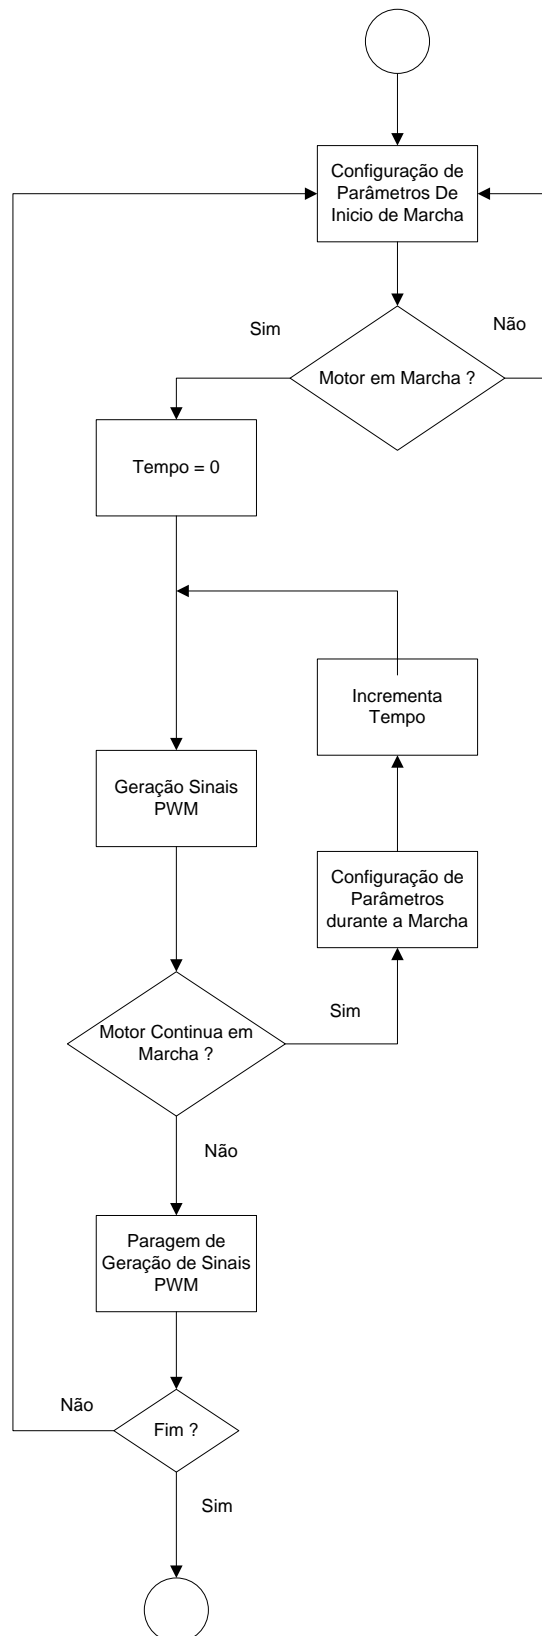 Configuração de
Parâmetros De
Inicio de Marcha
Sim
Não
Motor em Marcha ?
Tempo = 0
Incrementa
Tempo
Geração Sinais
PWM
Configuração de
Parâmetros
durante a Marcha
Sim
Motor Continua em
Marcha ?
Não
Paragem de
Geração de Sinais
PWM
Não
Fim ?
Sim